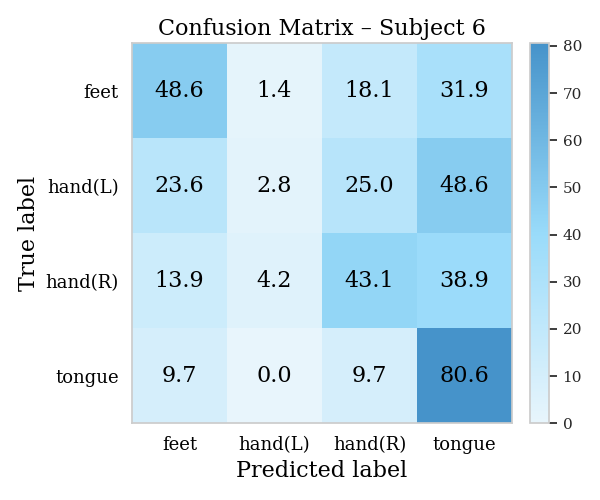 Confusion Matrix – Subject 6
feet 48.6 1.4 18.1 31.9
hand(L) 23.6 2.8 25.0 48.6
hand(R) 13.9 4.2 43.1 38.9
tongue 9.7 0.0 9.7 80.6
feet hand(L) hand(R) tongue
Predicted label
True label
80
70
60
50
40
30
20
10
0